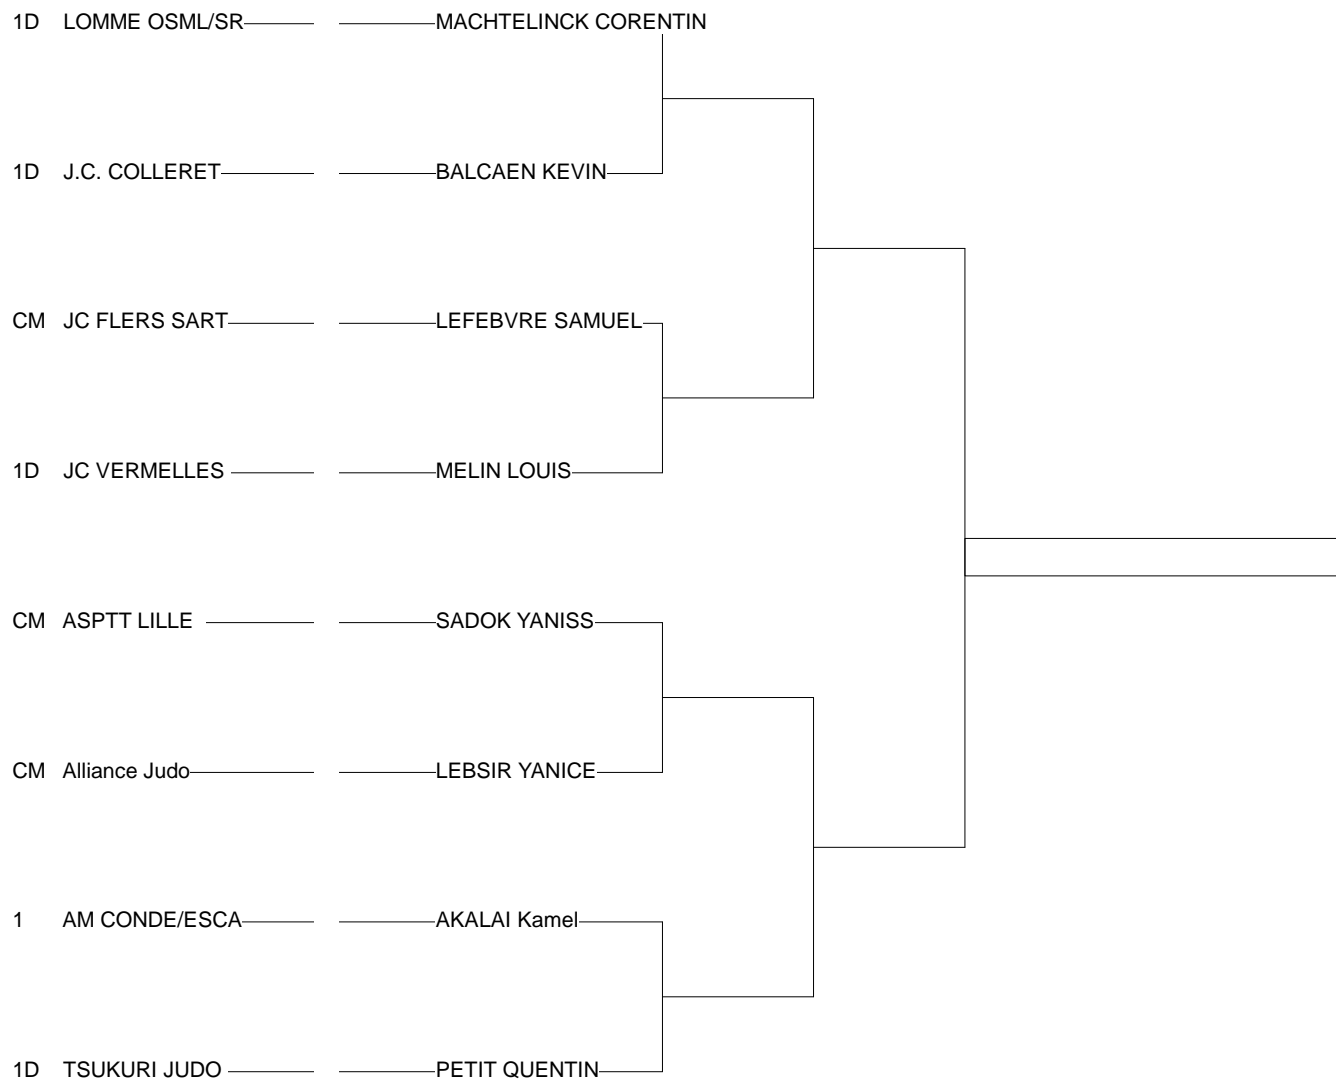 1D LOMME OSML/SR MACHTELINCK CORENTIN
1D J.C. COLLERET BALCAEN KEVIN
CM JC FLERS SART LEFEBVRE SAMUEL
1D JC VERMELLES MELIN LOUIS
CM ASPTT LILLE SADOK YANISS
CM Alliance Judo LEBSIR YANICE
1 AM CONDE/ESCA AKALAI Kamel
1D TSUKURI JUDO PETIT QUENTIN